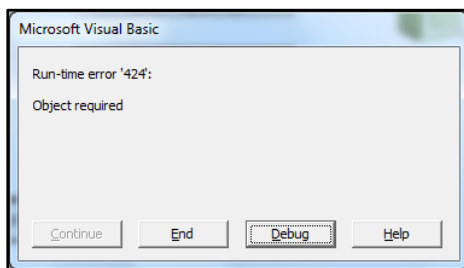 Microsoft Visual Basic
Run-time error '424':
Object required
Continue End Debug Help